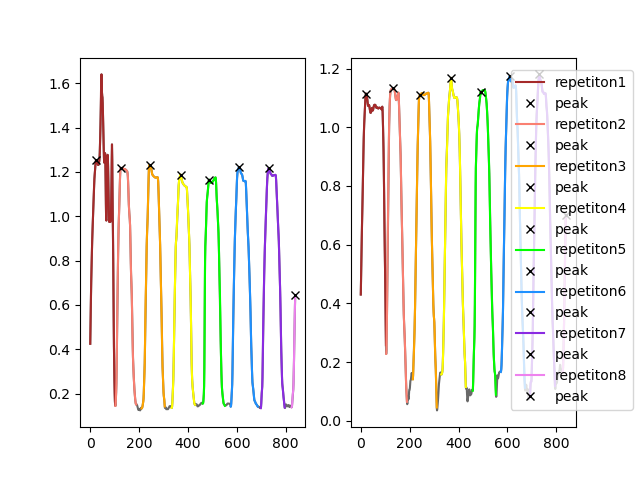 1.6
1.4
1.2
1.0
0.8
0.6
0.4
0.2
0
200
400
600
800
1.2
1.0
0.8
0.6
0.4
0.2
0.0
0
200
400
600
800
repetiton1
peak
repetiton2
peak
repetiton3
peak
repetiton4
peak
repetiton5
peak
repetiton6
peak
repetiton7
peak
repetiton8
peak